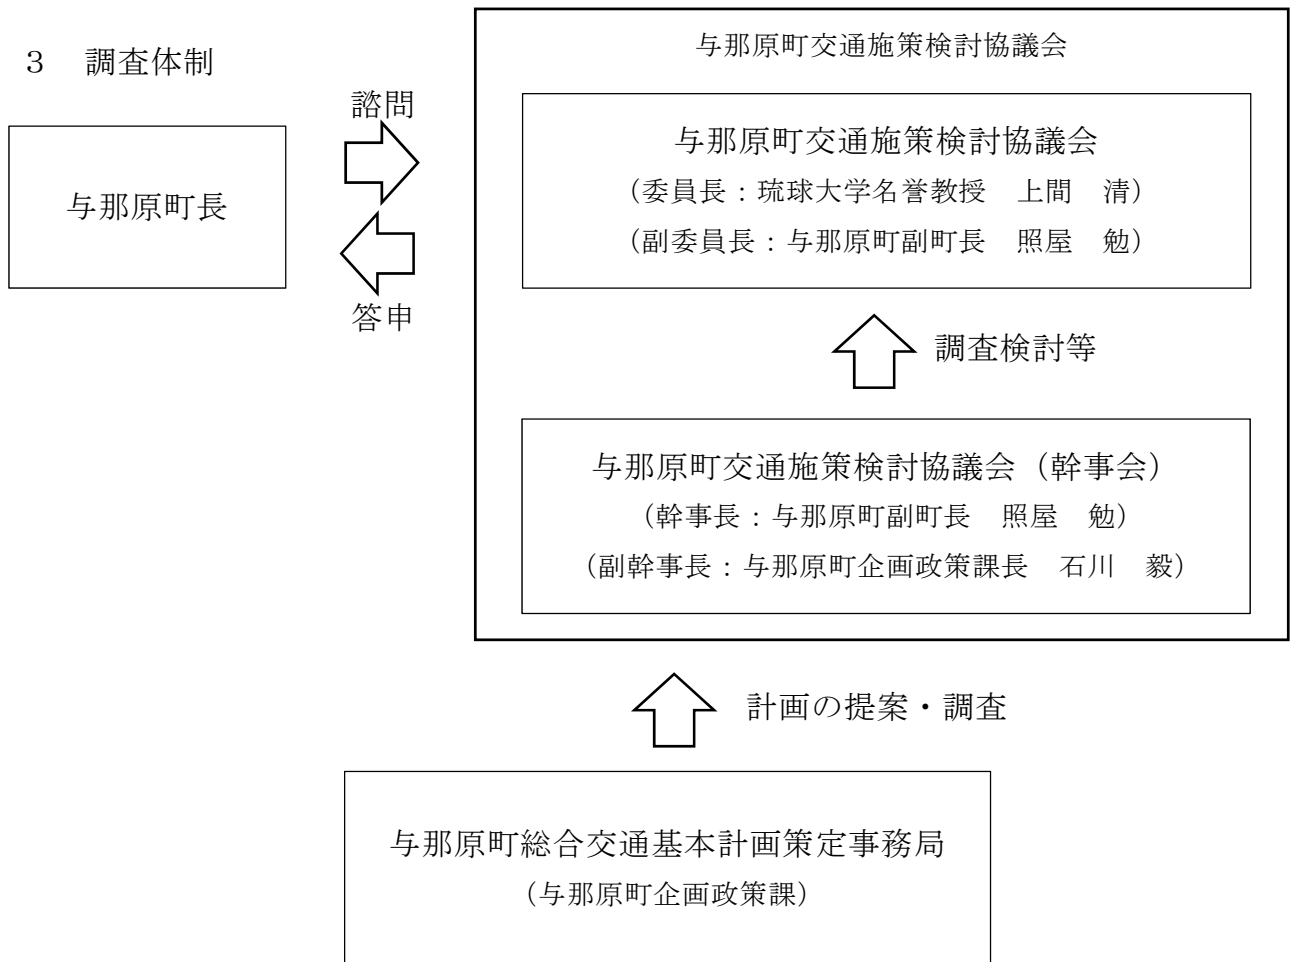 3　調査体制
与那原町長
諮問
答申
与那原町交通施策検討協議会
与那原町交通施策検討協議会
（委員長：琉球大学名誉教授　上間　清）
（副委員長：与那原町副町長　照屋　勉）
調査検討等
与那原町交通施策検討協議会（幹事会）
（幹事長：与那原町副町長　照屋　勉）
（副幹事長：与那原町企画政策課長　石川　毅）
計画の提案・調査
与那原町総合交通基本計画策定事務局
（与那原町企画政策課）